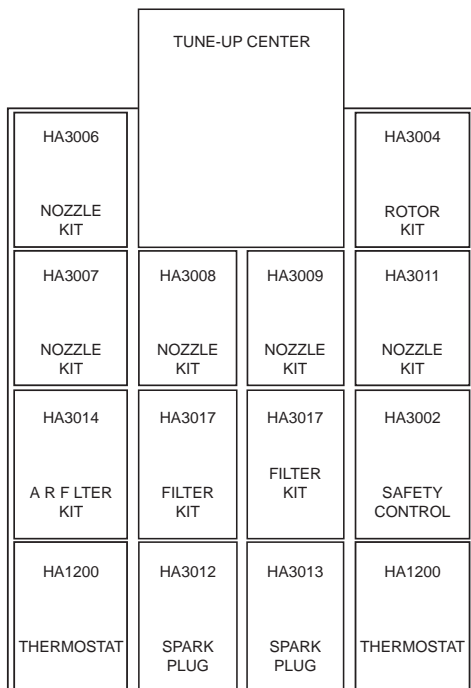 TUNE-UP CENTER
HA3006
NOZZLE
KIT
HA3004
ROTOR
KIT
HA3007
NOZZLE
KIT
HA3008
NOZZLE
KIT
HA3009
NOZZLE
KIT
HA3011
NOZZLE
KIT
HA3014
A R F LTER
KIT
HA3017
FILTER
KIT
HA3017
FILTER
KIT
HA3002
SAFETY
CONTROL
HA1200
THERMOSTAT
HA3012
SPARK
PLUG
HA3013
SPARK
PLUG
HA1200
THERMOSTAT